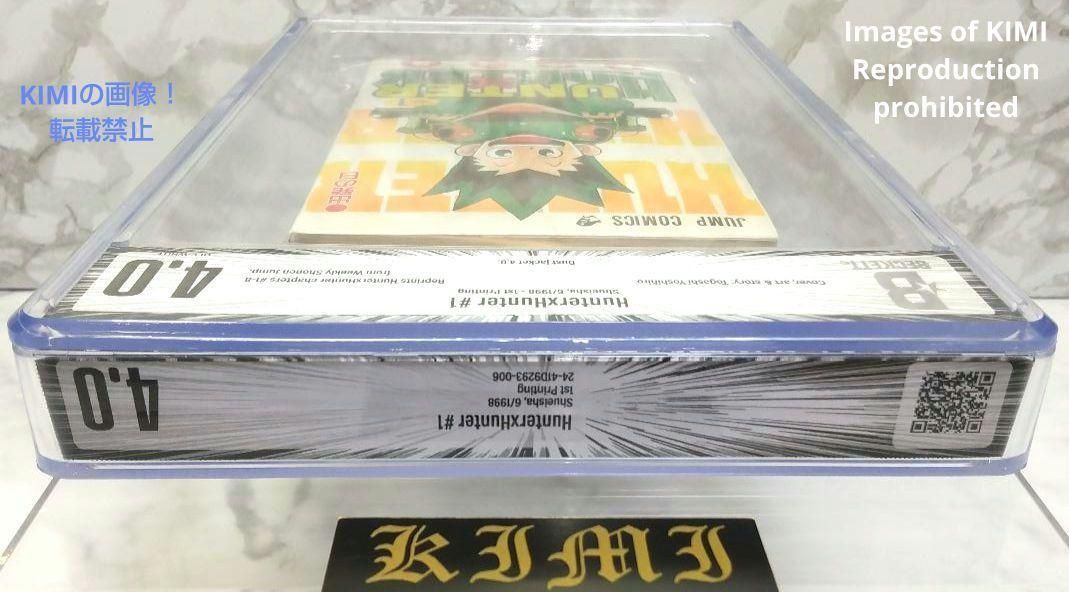 KIMIの画像！
転載禁止
Images of KIMI
Reproduction
prohibited
HUNTER
JUMP COMICS
4.0
Dust jacket 4.0
Reprints HunterxHunter chapters #1-8
from Weekly Shonen Jump.
Cover, art & story: Togashi Yoshihiro
Shueisha, 6/1998 - 1st Printing
HunterxHunter #1
BECKETT
4.0
HunterxHunter #1
Shueisha, 6/1998
1st Printing
24-41D9293-006
KIMI